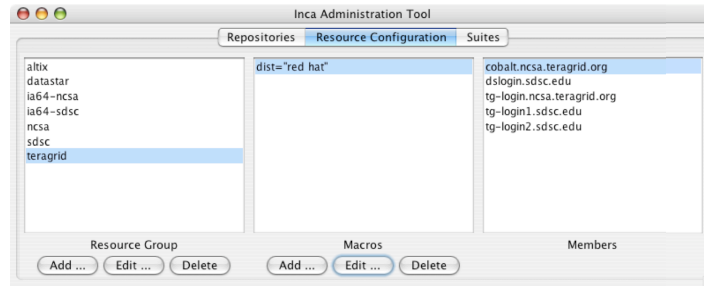 Inca Administration Tool
Repositories Resource Configuration Suites
altix
datastar
ia64-ncsa
ia64-sdsc
ncsa
sdsc
teragrid
dist="red hat"
cobalt.ncsa.teragrid.org
dslogin.sdsc.edu
tg-login.ncsa.teragrid.org
tg-login1.sdsc.edu
tg-login2.sdsc.edu
Resource Group
Add ... Edit ... Delete
Macros
Add ... Edit ... Delete
Members